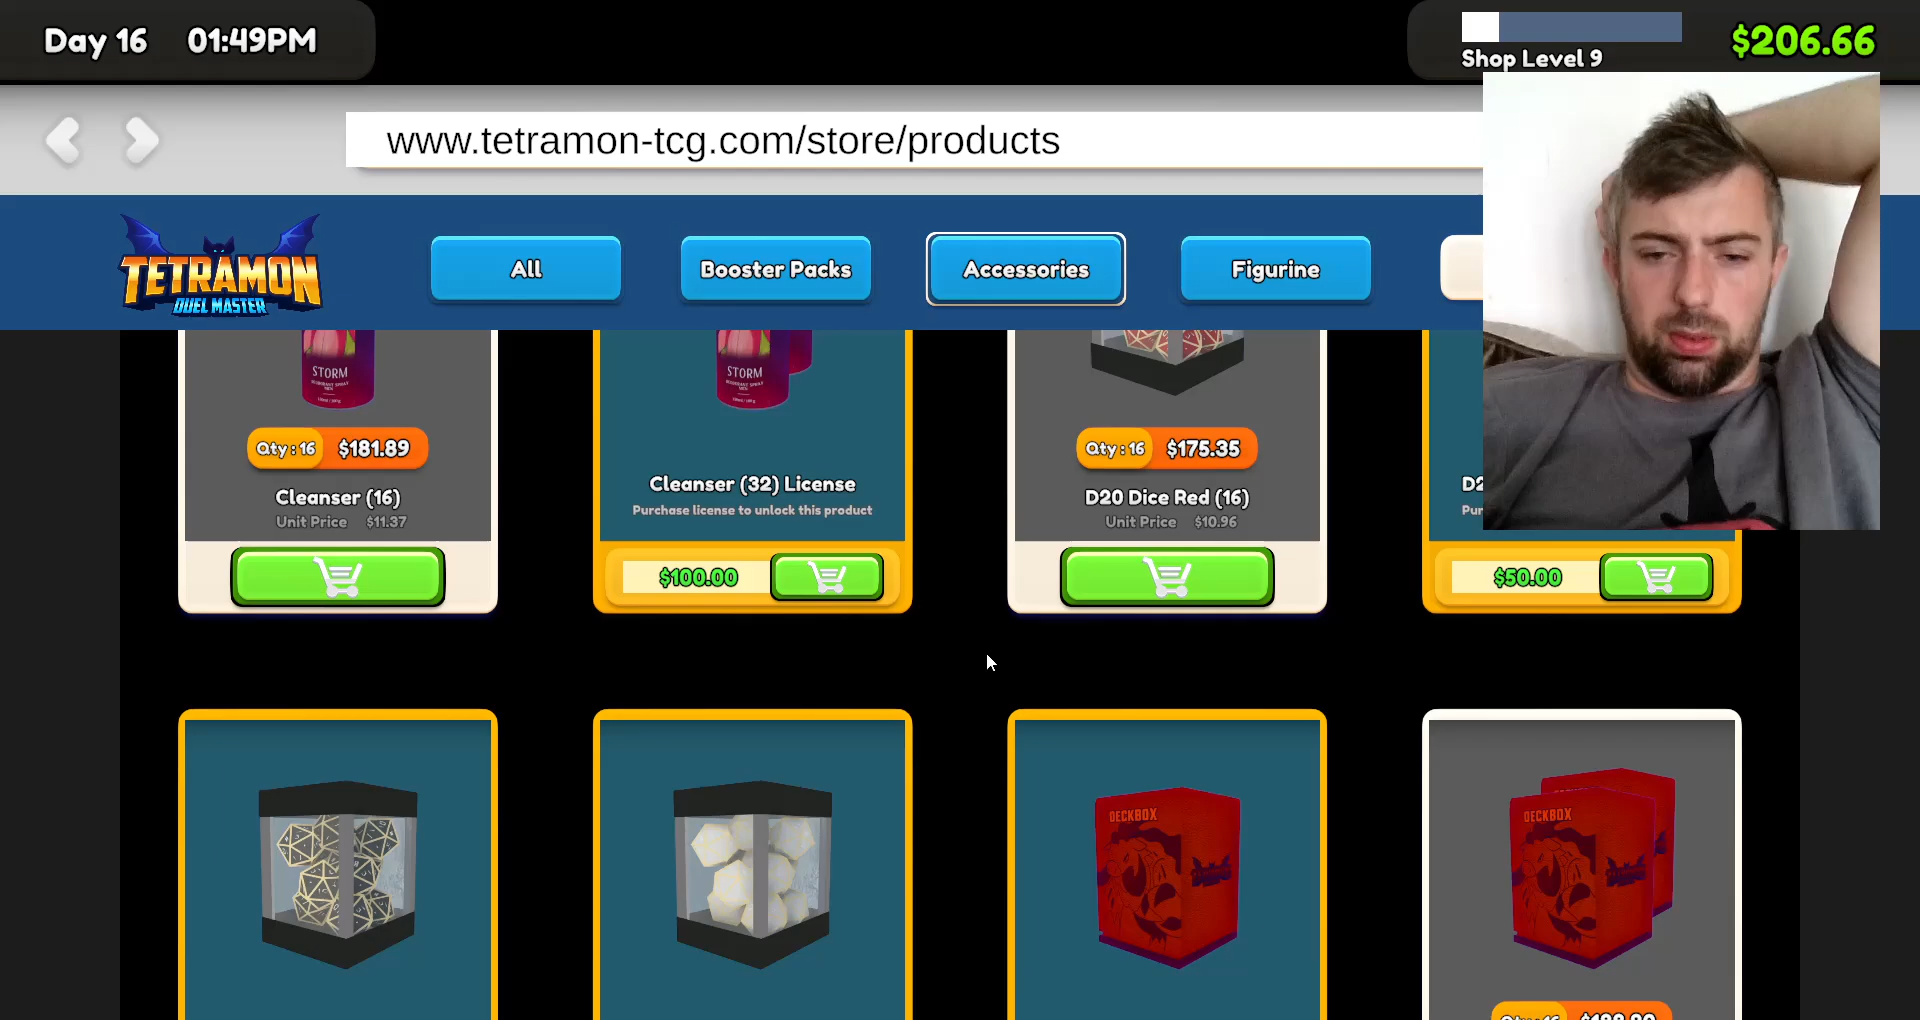 Day 16 01:49PM
$206.66
Shop Level 9
www.tetramon-tcg.com/store/products
TETRAMON
DUEL MASTER
All
Booster Packs
Accessories
Figurine
STORM
STORM
Qty : 16 $181.89
Cleanser (16)
Unit Price $11.37
Cleanser (32) License
Purchase license to unlock this product
Qty : 16 $175.35
D20 Dice Red (16)
Unit Price $10.96
$100.00
$50.00
DECKBOX
DECKBOX